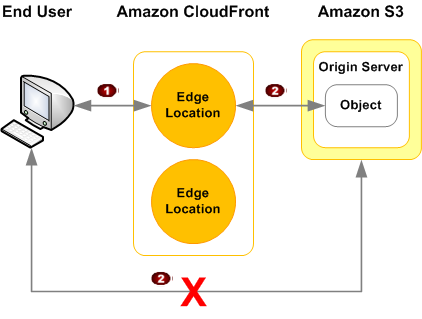 End User
Amazon CloudFront
Amazon S3
1
Edge
Location
2
Origin Server
Object
Edge
Location
2
X